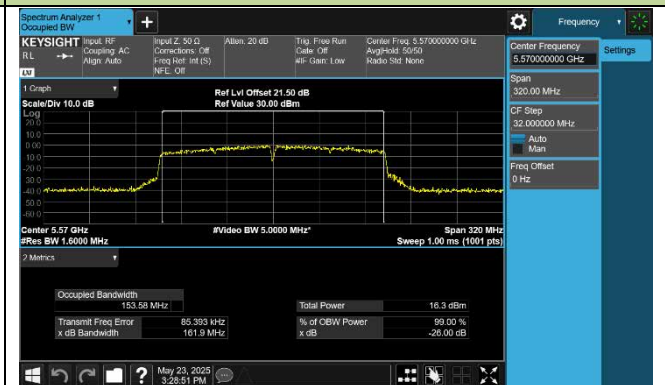 Spectrum Analyzer 1
Occupied BW
Frequency
KEYSIGHT
Input: RF
Coupling: AC
Align: Auto
Input Z: 50 Ω
Corrections: Off
Freq Ref: Int (S)
NFE: Off
Atten: 20 dB
Trig: Free Run
Gate: Off
#IF Gain: Low
Center Freq: 5.570000000 GHz
Avg|Hold: 50/50
Radio Std: None
RL
LXI
Center Frequency
5.570000000 GHz
Settings
Span
320.00 MHz
CF Step
32.000000 MHz
Auto
Man
Freq Offset
0 Hz
1 Graph
Scale/Div 10.0 dB
Ref Lvl Offset 21.50 dB
Ref Value 30.00 dBm
Log
20.0
10.0
0.00
-10.0
-20.0
-30.0
-40.0
-50.0
-60.0
Center 5.57 GHz
#Res BW 1.6000 MHz
#Video BW 5.0000 MHz*
Span 320 MHz
Sweep 1.00 ms (1001 pts)
2 Metrics
Occupied Bandwidth
153.58 MHz
Total Power 16.3 dBm
Transmit Freq Error 85.393 kHz
% of OBW Power 99.00 %
x dB Bandwidth 161.9 MHz
x dB -26.00 dB
?
May 23, 2025
3:28:51 PM